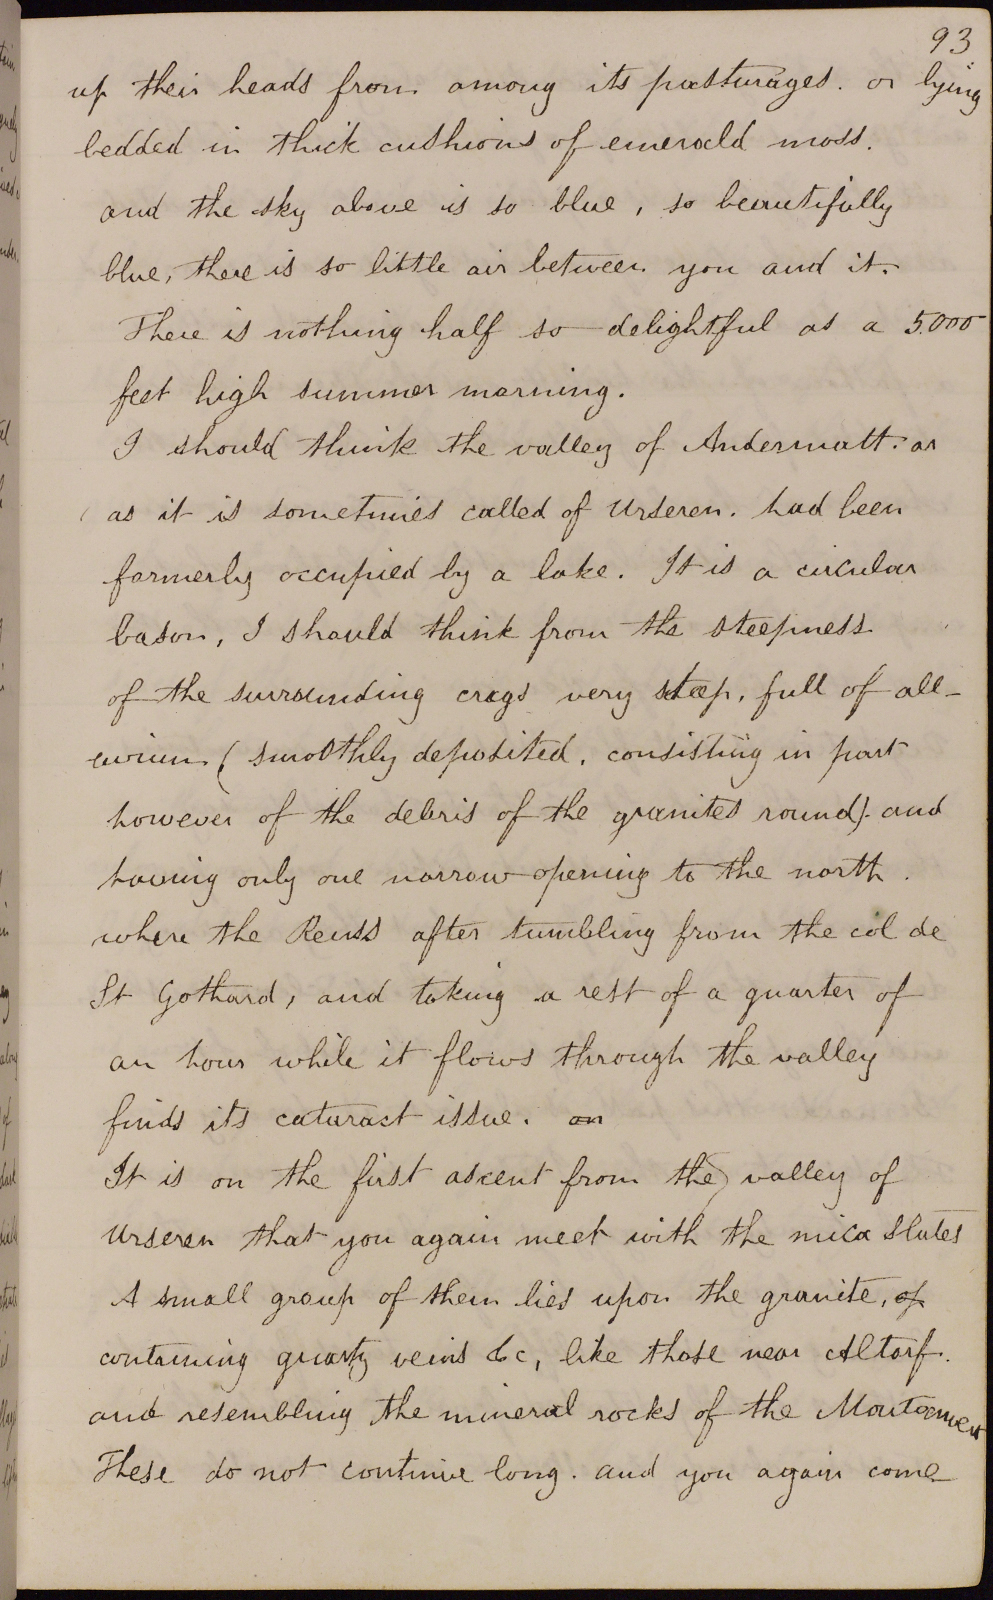 93
up their heads from among its pasturages. or lying
bedded in thick cushions of emerald moss.
and the sky above is so blue, so beautifully
blue, there is so little air between you and it.
There is nothing half so delightful as a 5.000
feet high summer morning.
I should think the valley of Andermatt. or
as it is sometimes called of Urseren. had been
formerly occupied by a lake. It is a circular
bason, I should think from the steepness
of the surrounding crags very steep, full of all-
uvium (smoothly deposited, consisting in part
however of the debris of the granites round). and
having only one narrow opening to the north.
where the Reuss after tumbling from the col de
St Gothard, and taking a rest of a quarter of
an hour while it flows through the valley
finds its cataract issue. on
It is on the first ascent from the valley of
Urseren that you again meet with the mica slates
A small group of them lies upon the granite, of
containing quartz veins &c, like those near Altorf.
and resembling the mineral rocks of the Montanvert
These do not continue long. and you again come